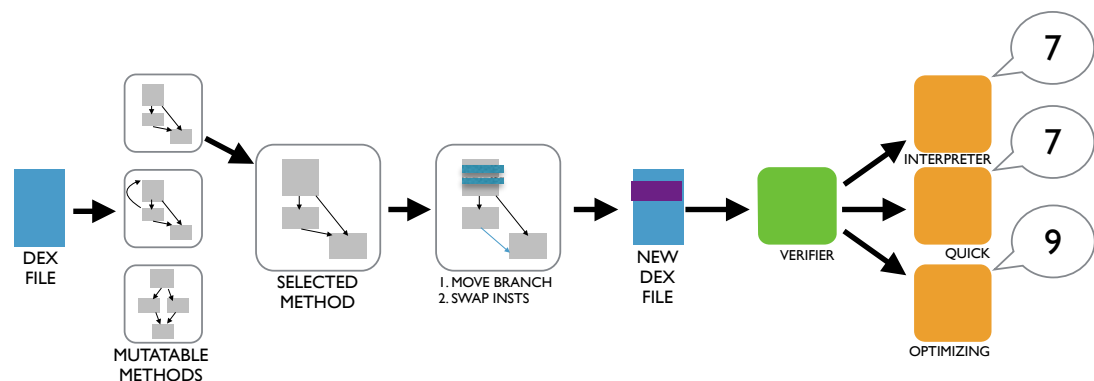 DEX
FILE
MUTATABLE
METHODS
SELECTED
METHOD
1. MOVE BRANCH
2. SWAP INSTS
NEW
DEX
FILE
VERIFIER
7
INTERPRETER
7
QUICK
9
OPTIMIZING